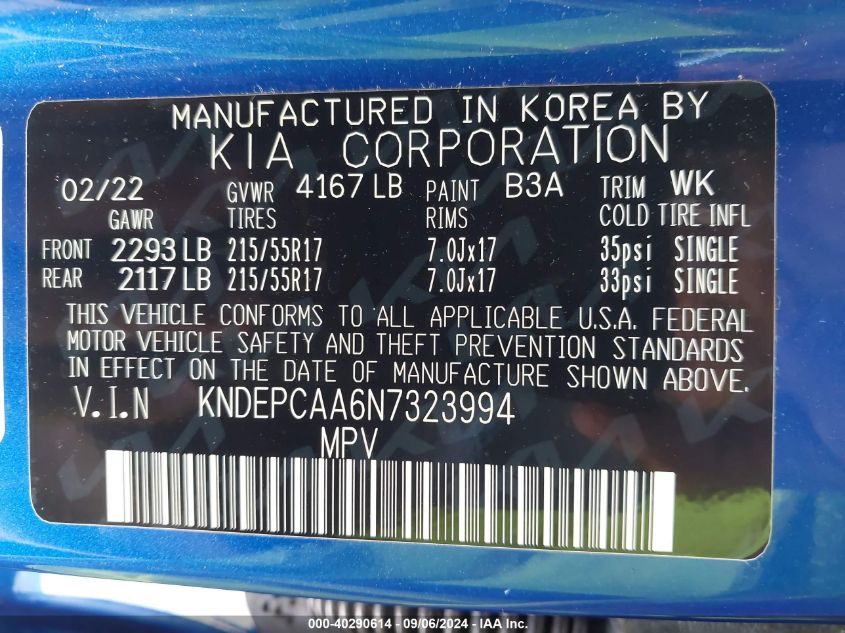 MANUFACTURED IN KOREA BY
KIA CORPORATION
02/22 GVWR 4167 LB PAINT B3A TRIM WK
GAWR TIRES RIMS COLD TIRE INFL
FRONT 2293 LB 215/55R17 7.0Jx17 35psi SINGLE
REAR 2117 LB 215/55R17 7.0Jx17 33psi SINGLE
THIS VEHICLE CONFORMS TO ALL APPLICABLE U.S.A. FEDERAL
MOTOR VEHICLE SAFETY AND THEFT PREVENTION STANDARDS
IN EFFECT ON THE DATE OF MANUFACTURE SHOWN ABOVE.
V.I.N KNDEPCAA6N7323994
MPV
000-40290614 - 09/06/2024 - IAA Inc.